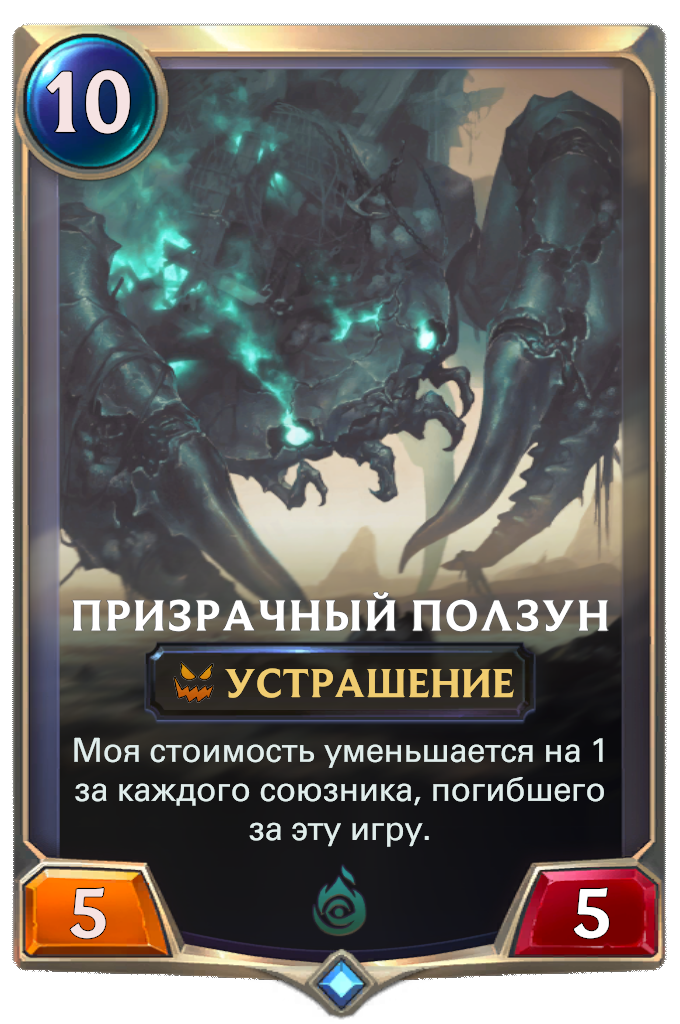 10
ПРИЗРАЧНЫЙ ПОЛЗУН
УСТРАШЕНИЕ
Моя стоимость уменьшается на 1
за каждого союзника, погибшего
за эту игру.
5
5